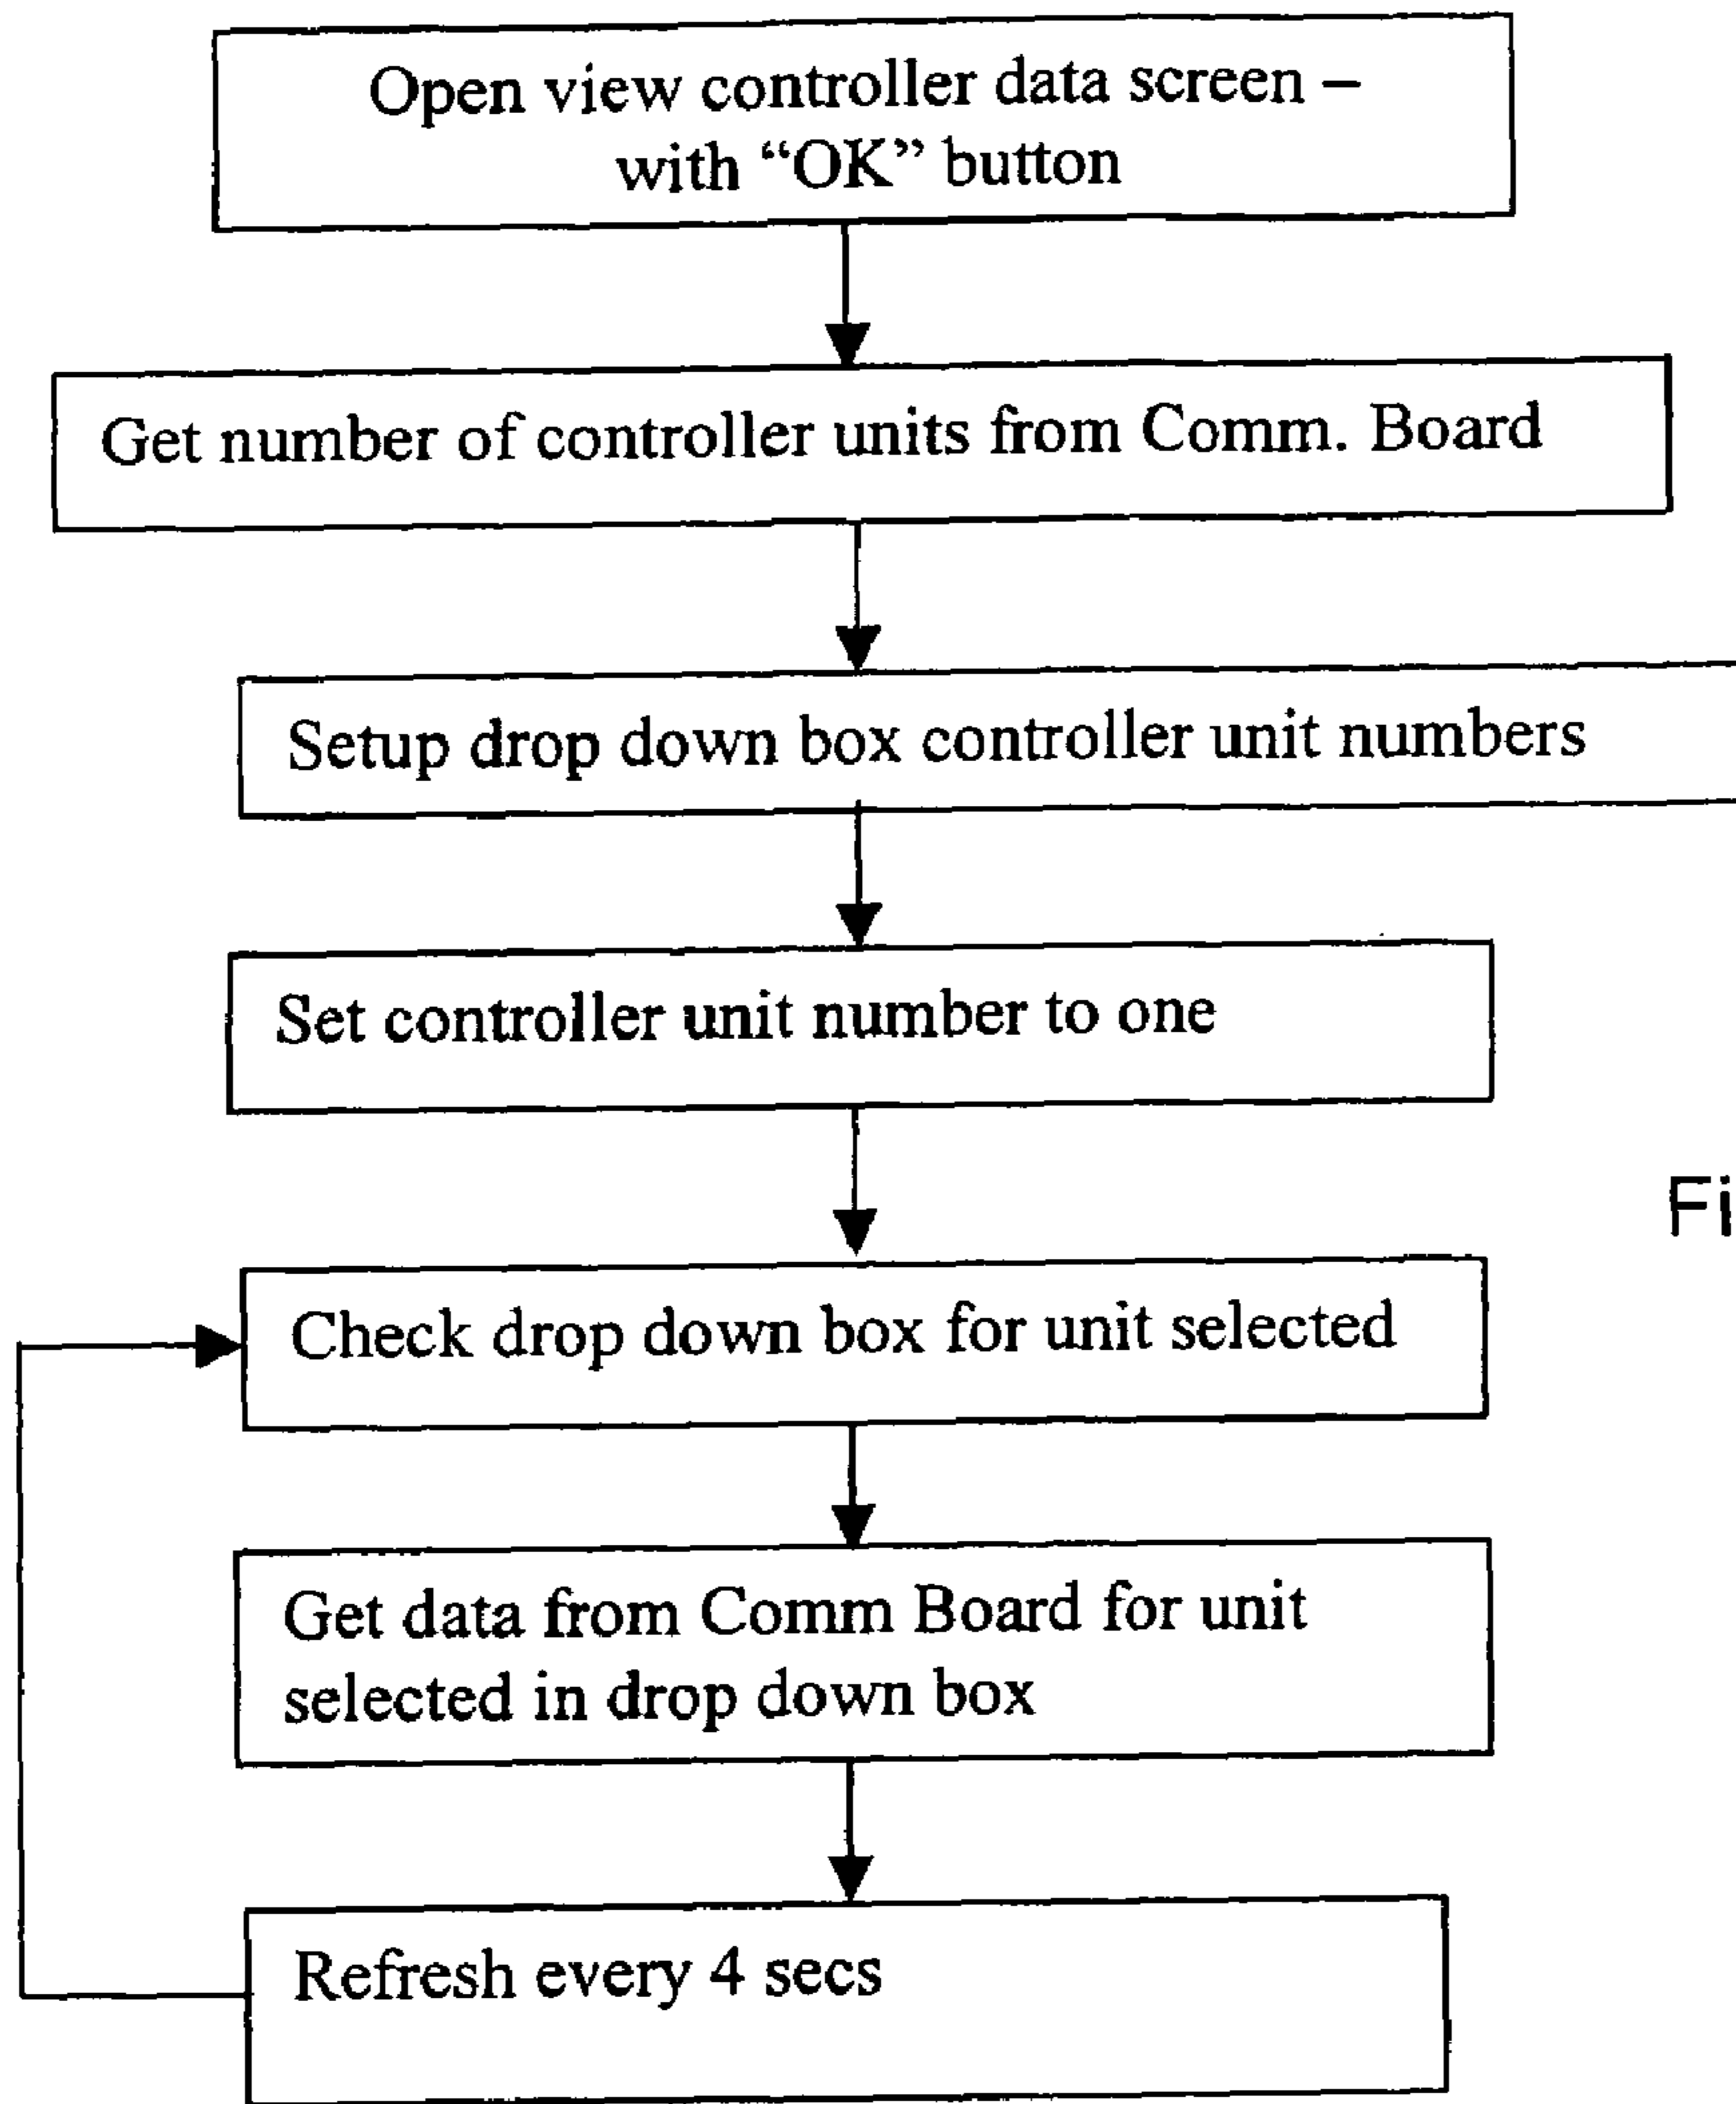 Open view controller data screen –
with “OK” button
Get number of controller units from Comm. Board
Setup drop down box controller unit numbers
Set controller unit number to one
Fi
Check drop down box for unit selected
Get data from Comm Board for unit
selected in drop down box
Refresh every 4 secs